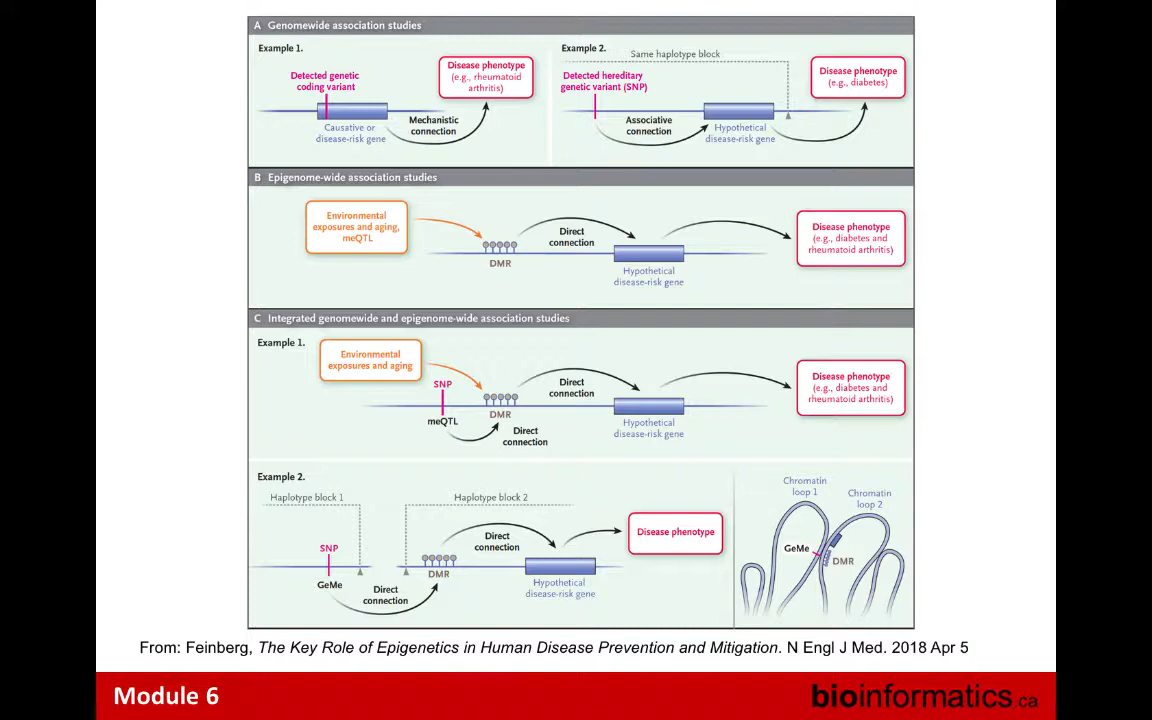 A Genomewide association studies
Example 1.
Detected genetic
coding variant
Causative or
disease-risk gene
Mechanistic
connection
Disease phenotype
(e.g., rheumatoid
arthritis)
Example 2.
Same haplotype block
Detected hereditary
genetic variant (SNP)
Associative
connection
Hypothetical
disease-risk gene
Disease phenotype
(e.g., diabetes)
B Epigenome-wide association studies
Environmental
exposures and aging,
meQTL
DMR
Direct
connection
Hypothetical
disease-risk gene
Disease phenotype
(e.g., diabetes and
rheumatoid arthritis)
C Integrated genomewide and epigenome-wide association studies
Example 1.
Environmental
exposures and aging
SNP
meQTL
DMR
Direct
connection
Direct
connection
Hypothetical
disease-risk gene
Disease phenotype
(e.g., diabetes and
rheumatoid arthritis)
Example 2.
Haplotype block 1
Haplotype block 2
SNP
GeMe
Direct
connection
DMR
Direct
connection
Hypothetical
disease-risk gene
Disease phenotype
Chromatin
loop 1
Chromatin
loop 2
GeMe
DMR
From: Feinberg, The Key Role of Epigenetics in Human Disease Prevention and Mitigation. N Engl J Med. 2018 Apr 5
Module 6
bioinformatics.ca